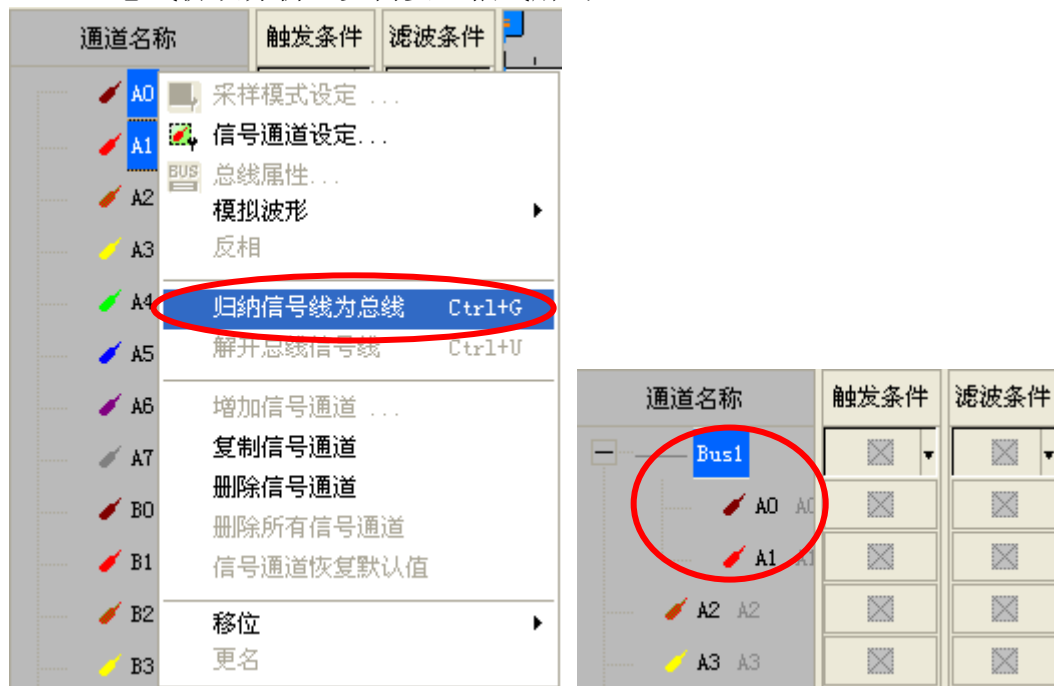 通道名称 触发条件 滤波条件
A0
A1
A2
A3
A4
A5
A6
A7
B0
B1
B2
B3
采样模式设定 ...
信号通道设定...
BUS 总线属性...
模拟波形
反相
归纳信号线为总线 Ctrl+G
解开总线信号线 Ctrl+U
增加信号通道 ...
复制信号通道
删除信号通道
删除所有信号通道
信号通道恢复默认值
移位
更名
通道名称 触发条件 滤波条件
Bus1
A0 A0
A1 A1
A2 A2
A3 A3